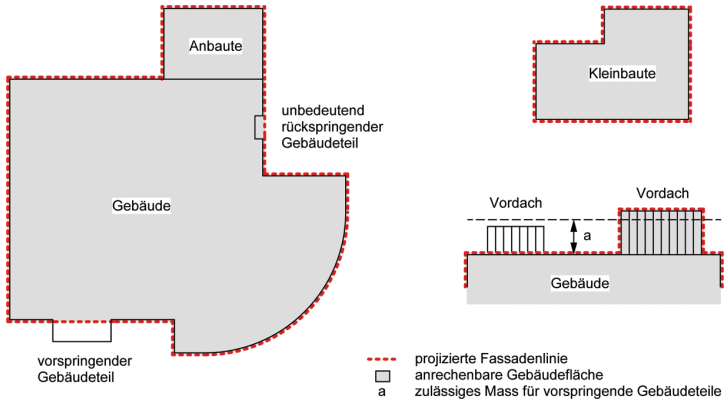 Anbaute
unbedeutend
rückspringender
Gebäudeteil
Gebäude
vorspringender
Gebäudeteil
Kleinbaute
Vordach
Vordach
a
Gebäude
projizierte Fassadenlinie
anrechenbare Gebäudefläche
a zulässiges Mass für vorspringende Gebäudeteile